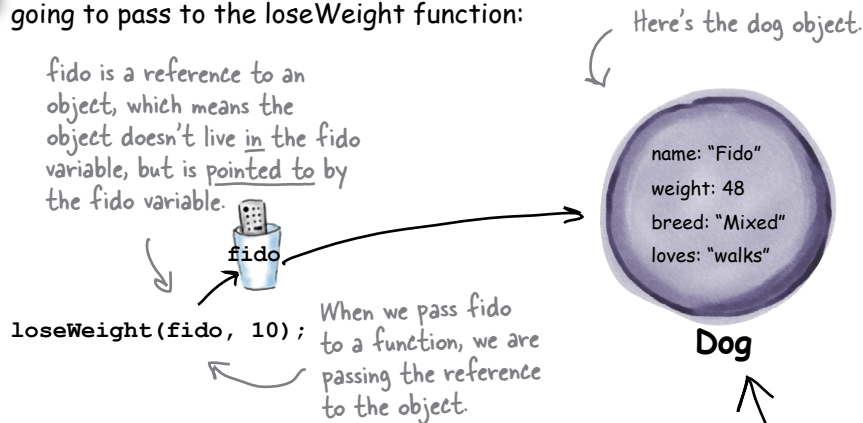 going to pass to the loseWeight function:
Here's the dog object.
fido is a reference to an
object, which means the
object doesn't live in the fido
variable, but is pointed to by
the fido variable.
name: “Fido”
weight: 48
breed: “Mixed”
loves: “walks”
fido
loseWeight(fido, 10);
When we pass fido
to a function, we are
passing the reference
to the object.
Dog